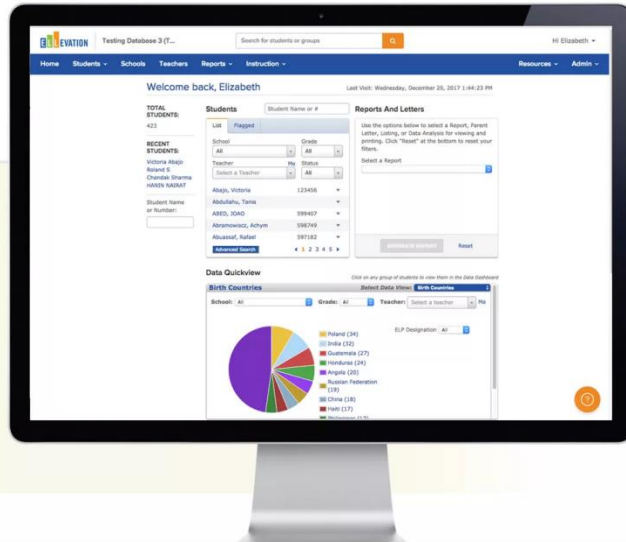 ELLEVATION
Testing Database 3 (T...
Search for students or groups
Hi Elizabeth
Home Students Schools Teachers Reports Instruction Resources Admin
Welcome back, Elizabeth
Last Visit: Wednesday, December 20, 2017 1:44:23 PM
TOTAL STUDENTS:
423
RECENT STUDENTS:
Victoria Abajo
Roland S
Chandak Sharma
HANIN NAIRAT
Student Name
or Number:
Students
Student Name or #
List Flagged
School Grade
All All
Teacher Me Status
Select a Teacher All
Abajo, Victoria 123456
Abdullahu, Tania
ABED, JOAO 599407
Abramowiscz, Achym 598749
Abuassaf, Rafael 597182
Advanced Search 1 2 3 4 5
Reports And Letters
Use the options below to select a Report, Parent
Letter, Listing, or Data Analysis for viewing and
printing. Click "Reset" at the bottom to reset your
filters.
Select a Report
Reset
Data Quickview
Click on any group of students to view them in the Data Dashboard
Birth Countries
Select Data View: Birth Countries
School: All Grade: All Teacher: Select a teacher Me
ELP Designation All
Poland (34)
India (32)
Guatemala (27)
Honduras (24)
Angola (20)
Russian Federation
(19)
China (18)
Haiti (17)
?